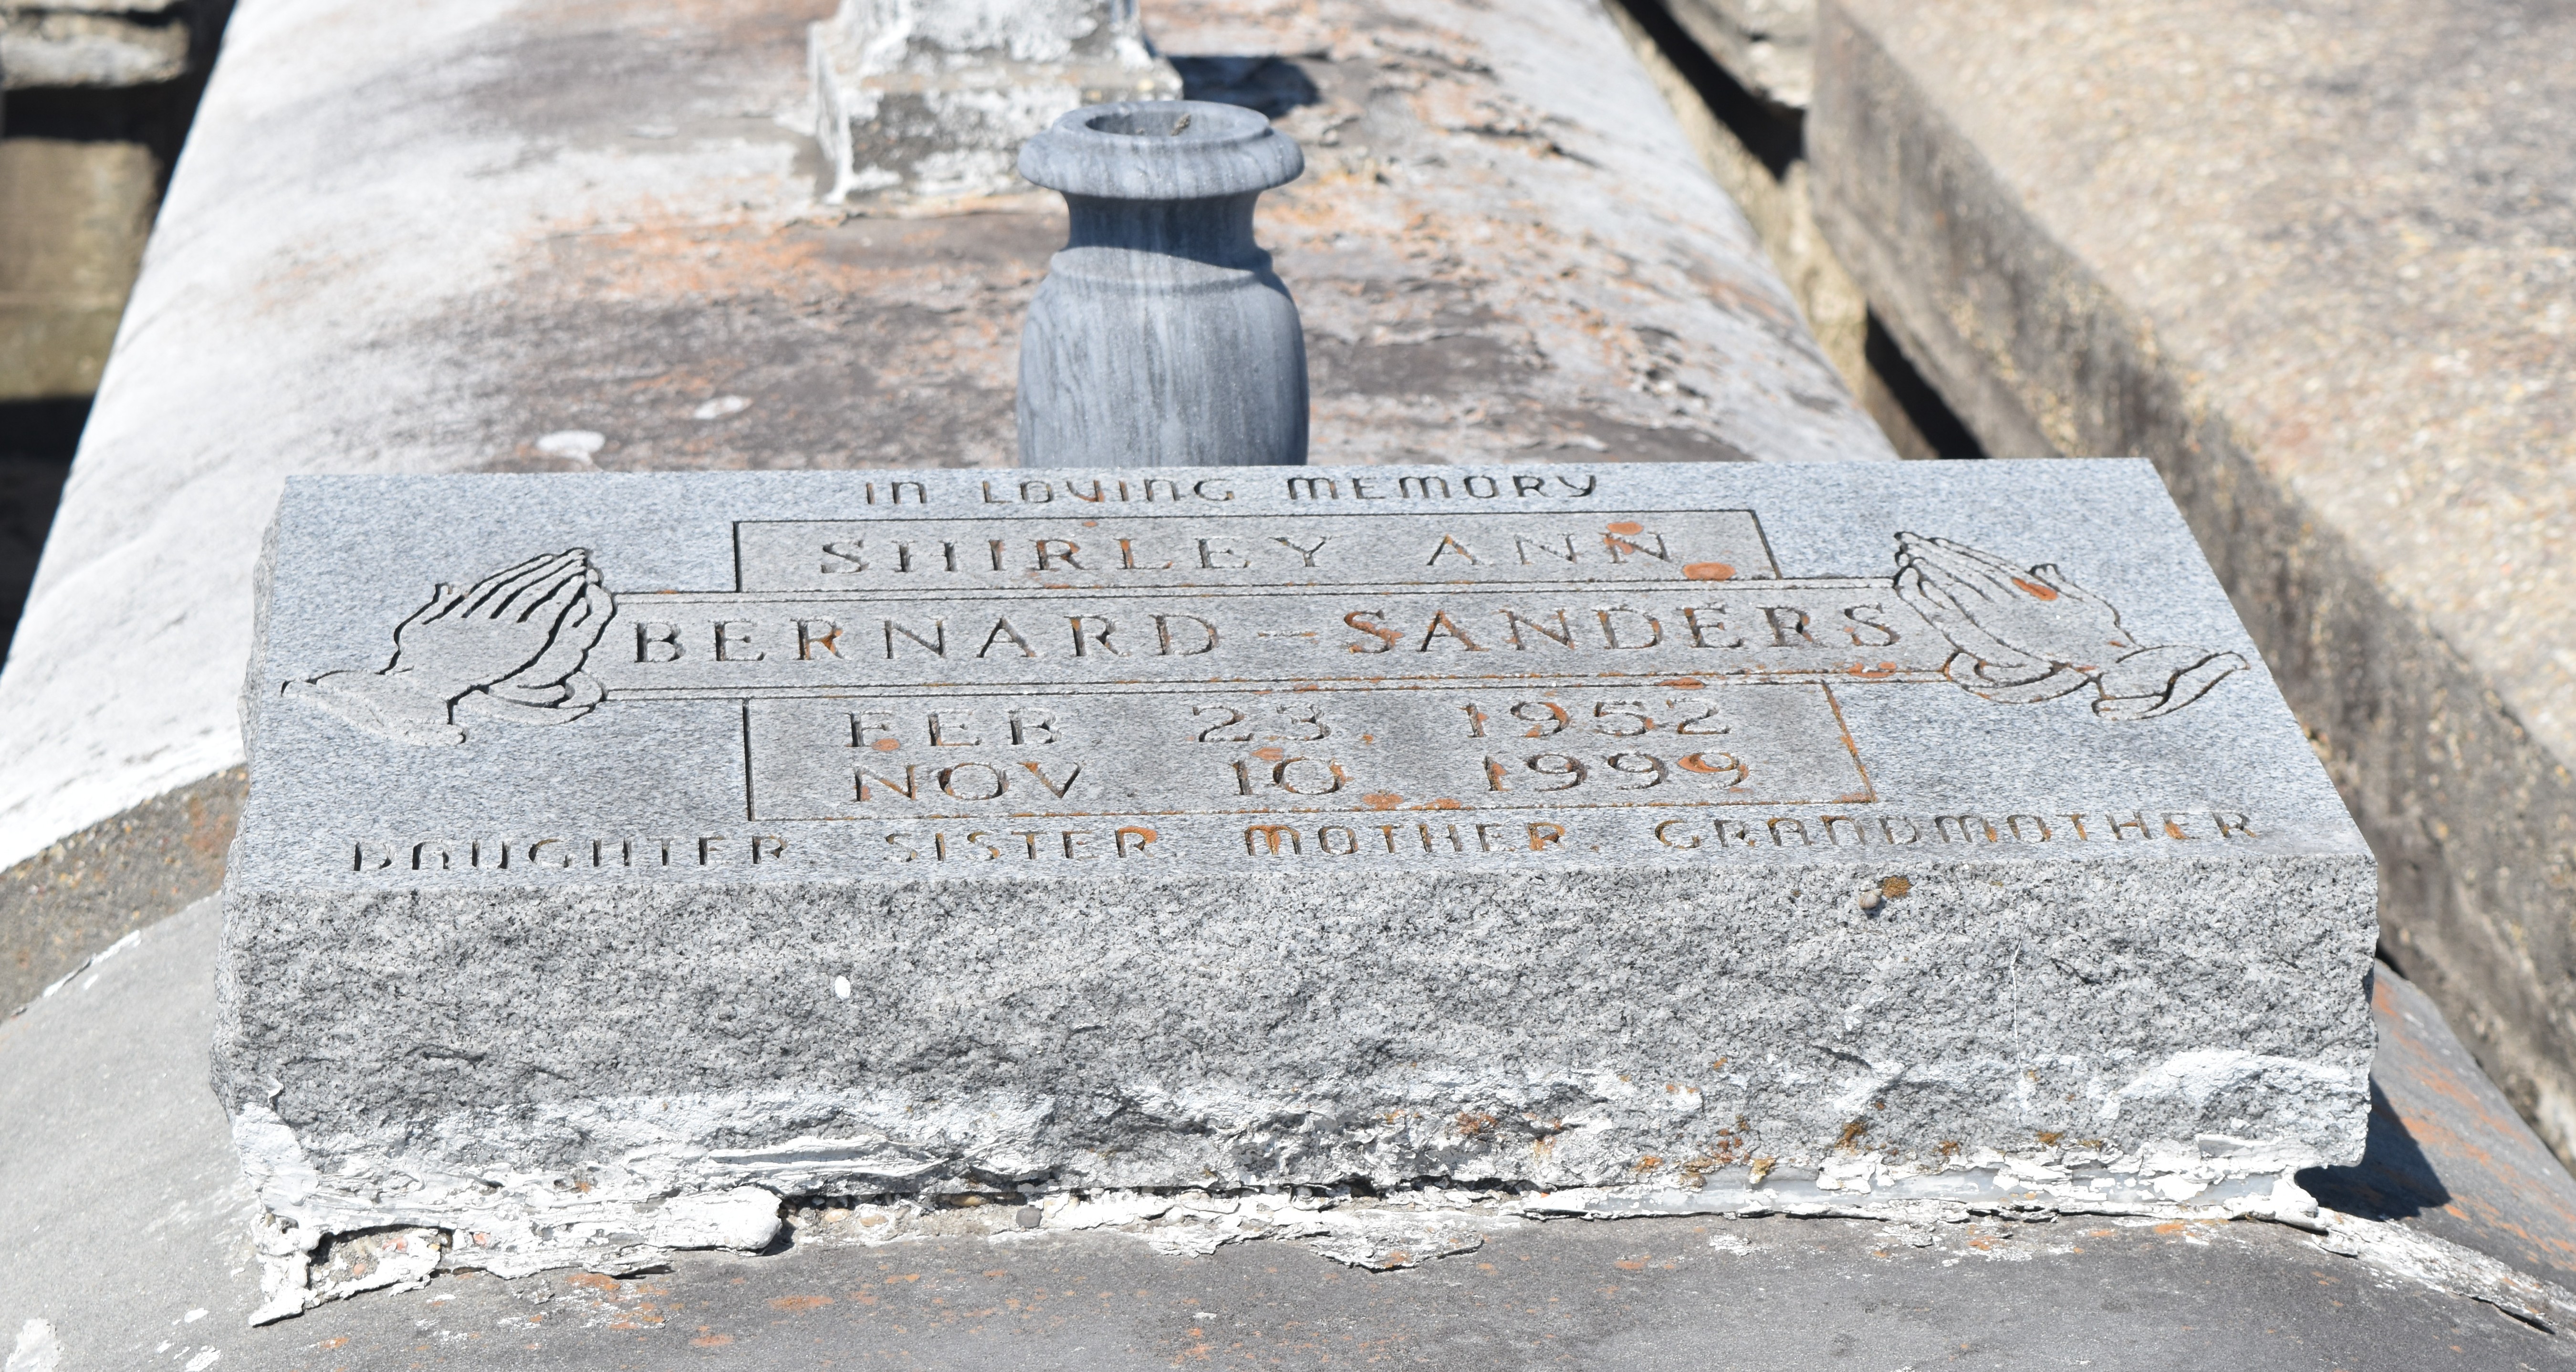 IN LOVING MEMORY
SHIRLEY ANN
BERNARD - SANDERS
FEB 23, 1952
NOV 10 1999
DAUGHTER SISTER MOTHER, GRANDMOTHER